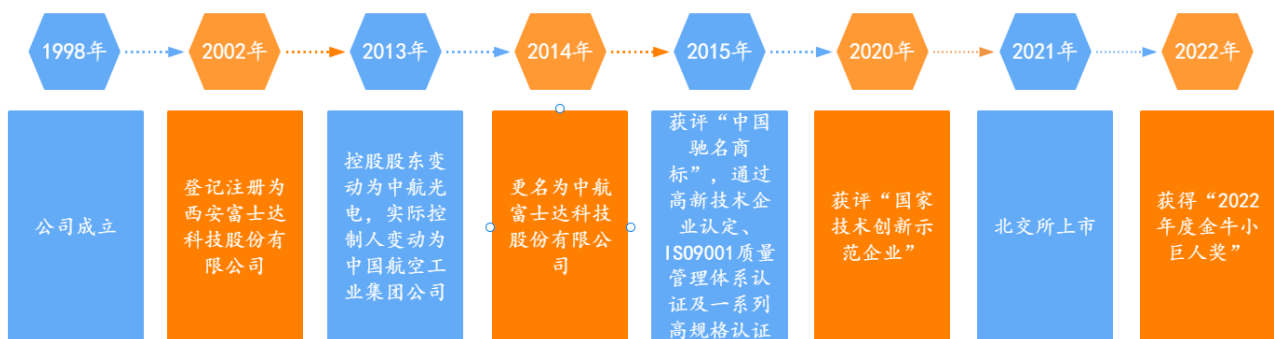 1998年
2002年
2013年
2014年
2015年
2020年
2021年
2022年
公司成立
登记注册为
西安富士达
科技股份有
限公司
控股股东变
动为中航光
电，实际控
制人变动为
中国航空工
业集团公司
更名为中航
富士达科技
股份有限公
司
获评“中国
驰名商
标”，通过
高新技术企
业认定、
ISO9001质量
管理体系认
证及一系列
高规格认证
获评“国家
技术创新示
范企业”
北交所上市
获得“2022
年度金牛小
巨人奖”